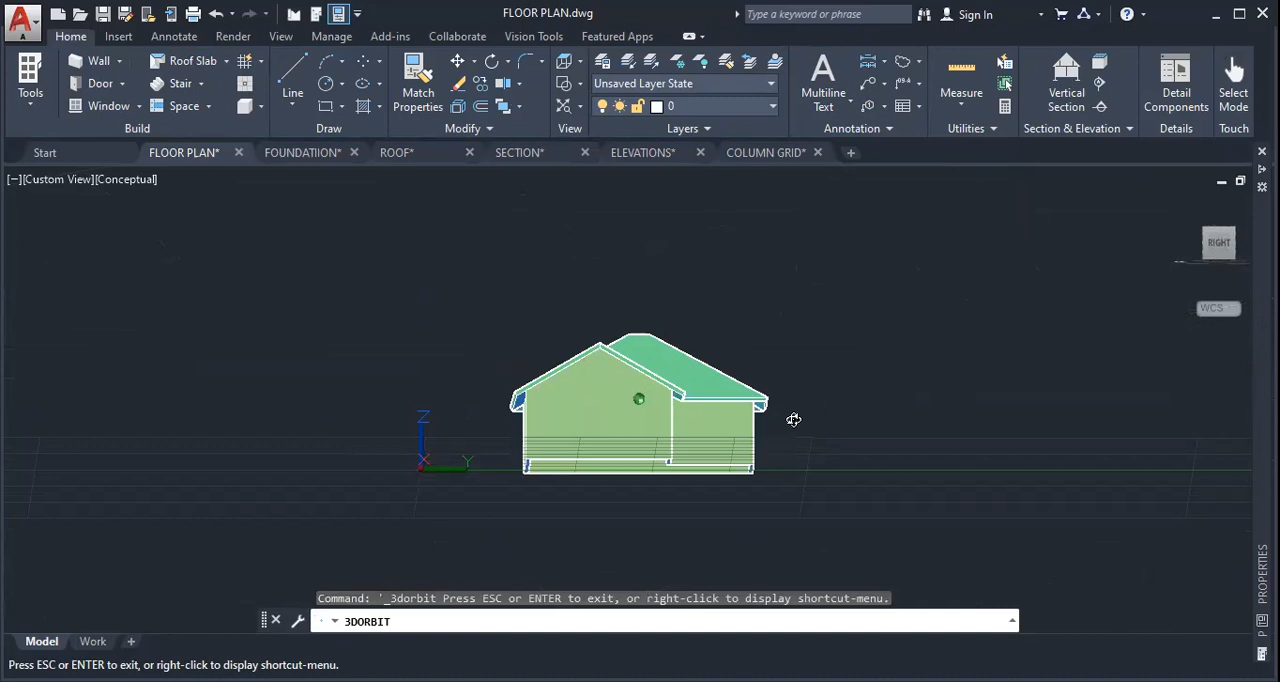 FLOOR PLAN.dwg
Type a keyword or phrase
Sign In
Home Insert Annotate Render View Manage Add-ins Collaborate Vision Tools Featured Apps
Tools
Wall
Roof Slab
Door
Stair
Window
Space
Build
Line
Draw
Match
Properties
Modify
View
Unsaved Layer State
0
Layers
Multiline
Text
Annotation
Measure
Utilities
Vertical
Section
Section & Elevation
Detail
Components
Details
Select
Mode
Touch
Start FLOOR PLAN* FOUNDATIION* ROOF* SECTION* ELEVATIONS* COLUMN GRID*
[−][Custom View][Conceptual]
RIGHT
WCS
Z
X Y
Command: '_3dorbit Press ESC or ENTER to exit, or right-click to display shortcut-menu.
3DORBIT
PROPERTIES
P
Model Work
Press ESC or ENTER to exit, or right-click to display shortcut-menu.